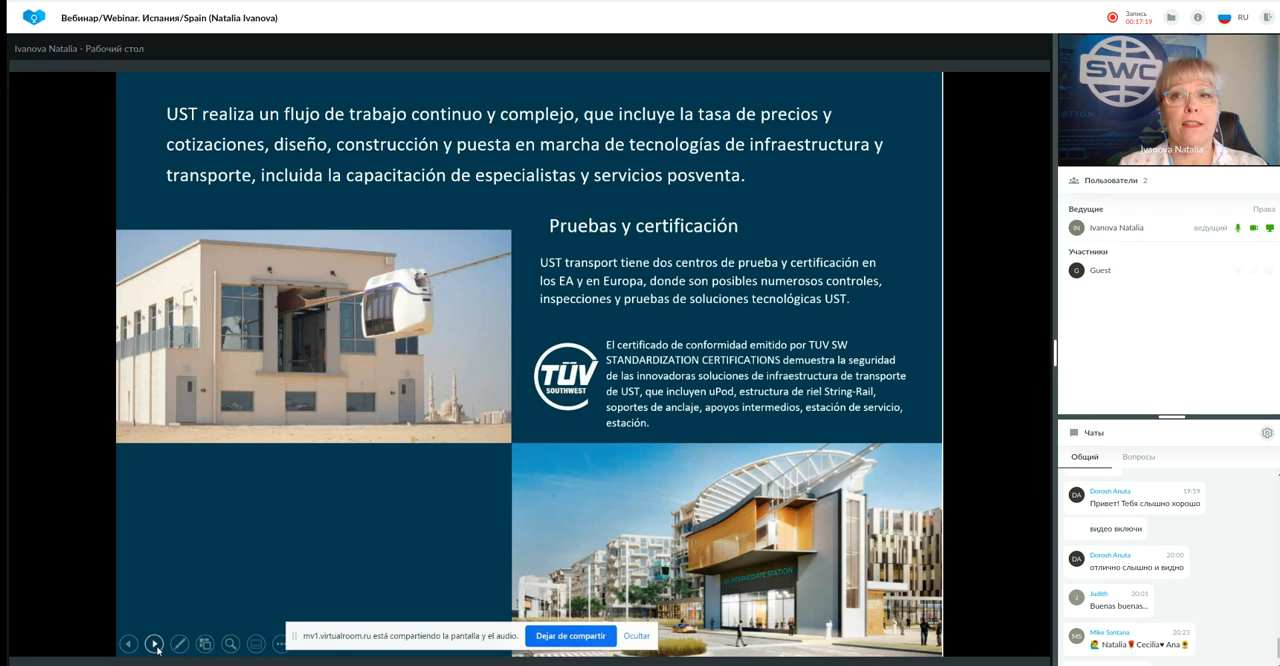 Вебинар/Webinar. Испания/Spain (Natalia Ivanova)
Запись
00:17:19
RU
Ivanova Natalia - Рабочий стол
UST realiza un flujo de trabajo continuo y complejo, que incluye la tasa de precios y
cotizaciones, diseño, construcción y puesta en marcha de tecnologías de infraestructura y
transporte, incluida la capacitación de especialistas y servicios posventa.
Pruebas y certificación
UST transport tiene dos centros de prueba y certificación en
los EA y en Europa, donde son posibles numerosos controles,
inspecciones y pruebas de soluciones tecnológicas UST.
TÜV
SOUTHWEST
El certificado de conformidad emitido por TUV SW
STANDARDIZATION CERTIFICATIONS demuestra la seguridad
de las innovadoras soluciones de infraestructura de transporte
de UST, que incluyen uPod, estructura de riel String-Rail,
soportes de anclaje, apoyos intermedios, estación de servicio,
estación.
INTERMEDIATE STATION
mv1.virtualroom.ru está compartiendo la pantalla y el audio.
Dejar de compartir
Ocultar
SWC
Ivanova Natalia
Пользователи 2
Ведущие
Права
IN
Ivanova Natalia
ведущий
Участники
G
Guest
Чаты
Общий
Вопросы
DA
Dorosh Anuta
19:59
Привет! Тебя слышно хорошо
видео включи
DA
Dorosh Anuta
20:00
отлично слышно и видно
J
Judith
20:01
Buenas buenas...
MS
Mike Santana
20:23
🙋‍♂️ Natalia🌹Cecilia♥ Ana🌻